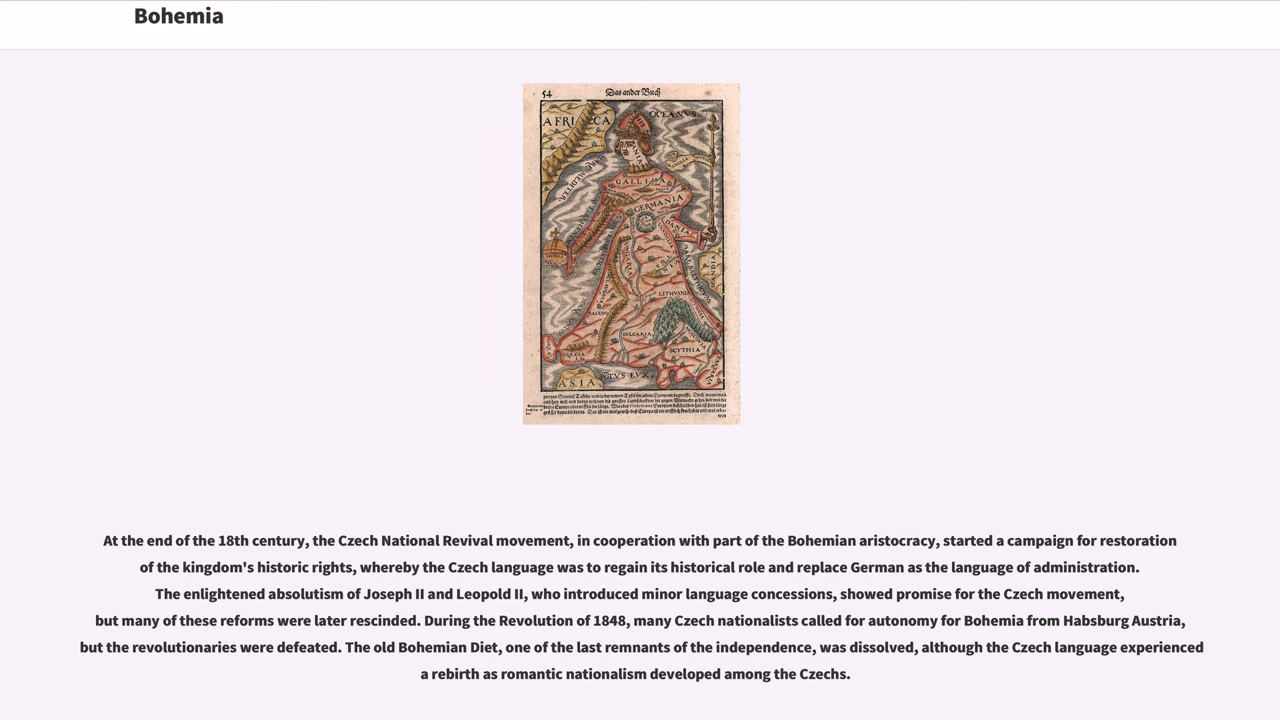 Bohemia
54
Das ander Buch
AFRICA
OCEANVS
GALLIA
GERMANIA
DANIA
LITHVANIA
BVLGARIA
SCYTHIA
ASIA
At the end of the 18th century, the Czech National Revival movement, in cooperation with part of the Bohemian aristocracy, started a campaign for restoration
of the kingdom's historic rights, whereby the Czech language was to regain its historical role and replace German as the language of administration.
The enlightened absolutism of Joseph II and Leopold II, who introduced minor language concessions, showed promise for the Czech movement,
but many of these reforms were later rescinded. During the Revolution of 1848, many Czech nationalists called for autonomy for Bohemia from Habsburg Austria,
but the revolutionaries were defeated. The old Bohemian Diet, one of the last remnants of the independence, was dissolved, although the Czech language experienced
a rebirth as romantic nationalism developed among the Czechs.